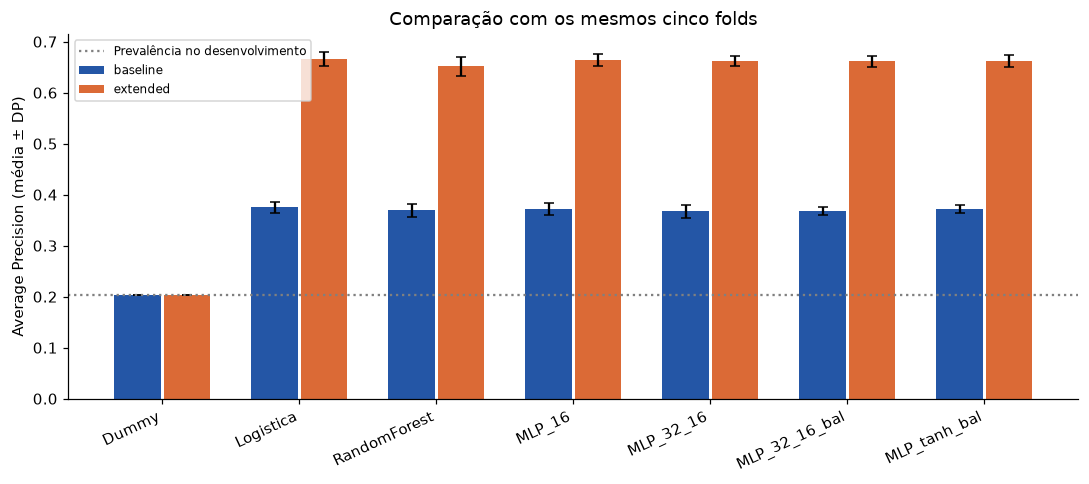 Comparação com os mesmos cinco folds
Average Precision (média ± DP)
0.7
0.6
0.5
0.4
0.3
0.2
0.1
0.0
Prevalência no desenvolvimento
baseline
extended
Dummy
Logistica
RandomForest
MLP_16
MLP_32_16
MLP_32_16_bal
MLP_tanh_bal